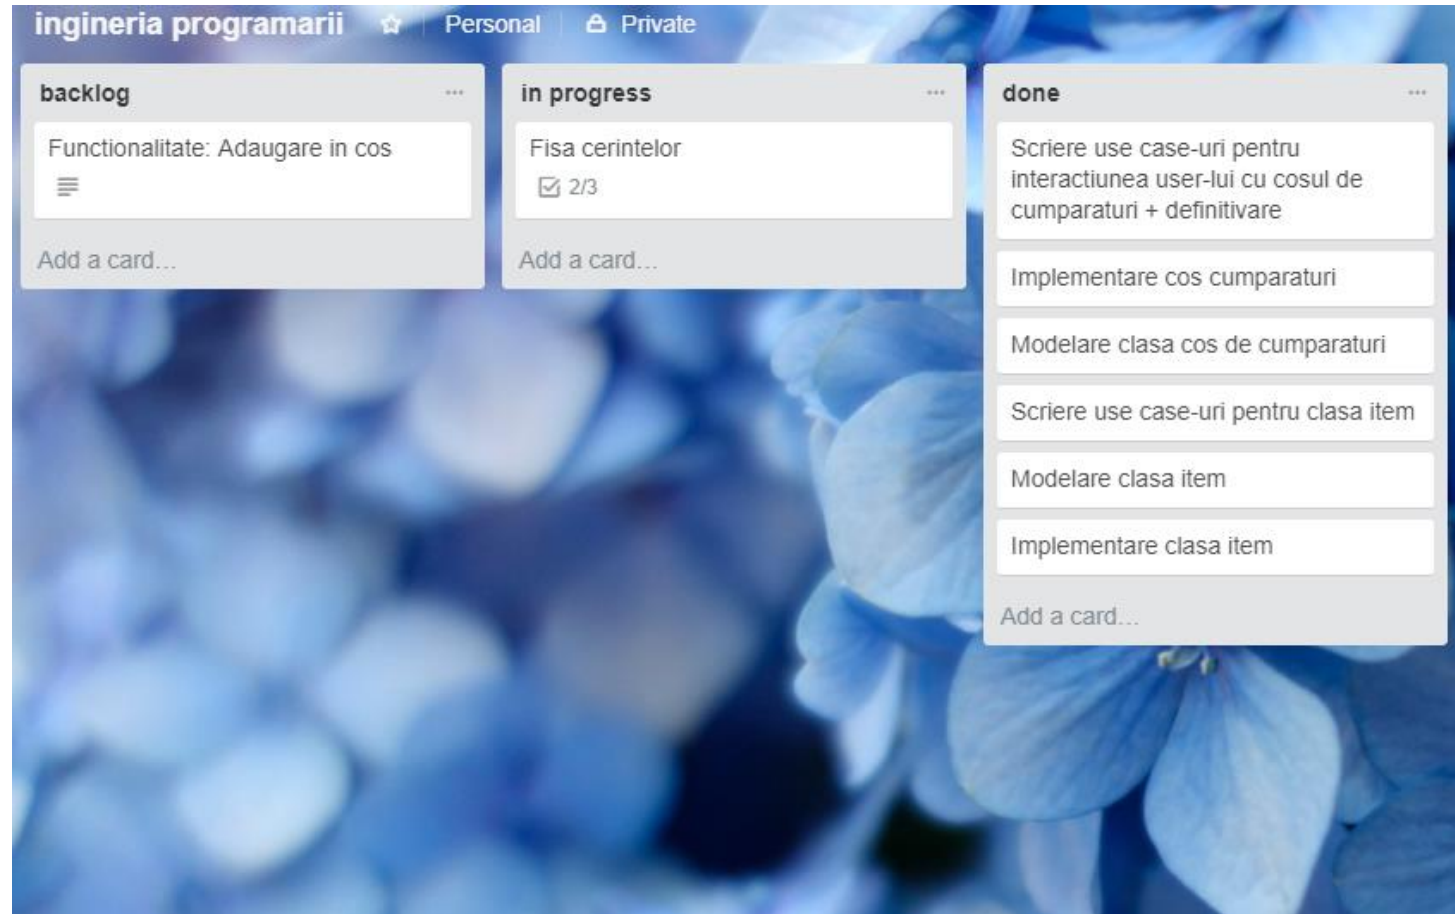 ingineria programarii Personal Private
backlog
Functionalitate: Adaugare in cos
Add a card...
in progress
Fisa cerintelor
2/3
Add a card...
done
Scriere use case-uri pentru
interactiunea user-lui cu cosul de
cumparaturi + definitivare
Implementare cos cumparaturi
Modelare clasa cos de cumparaturi
Scriere use case-uri pentru clasa item
Modelare clasa item
Implementare clasa item
Add a card...